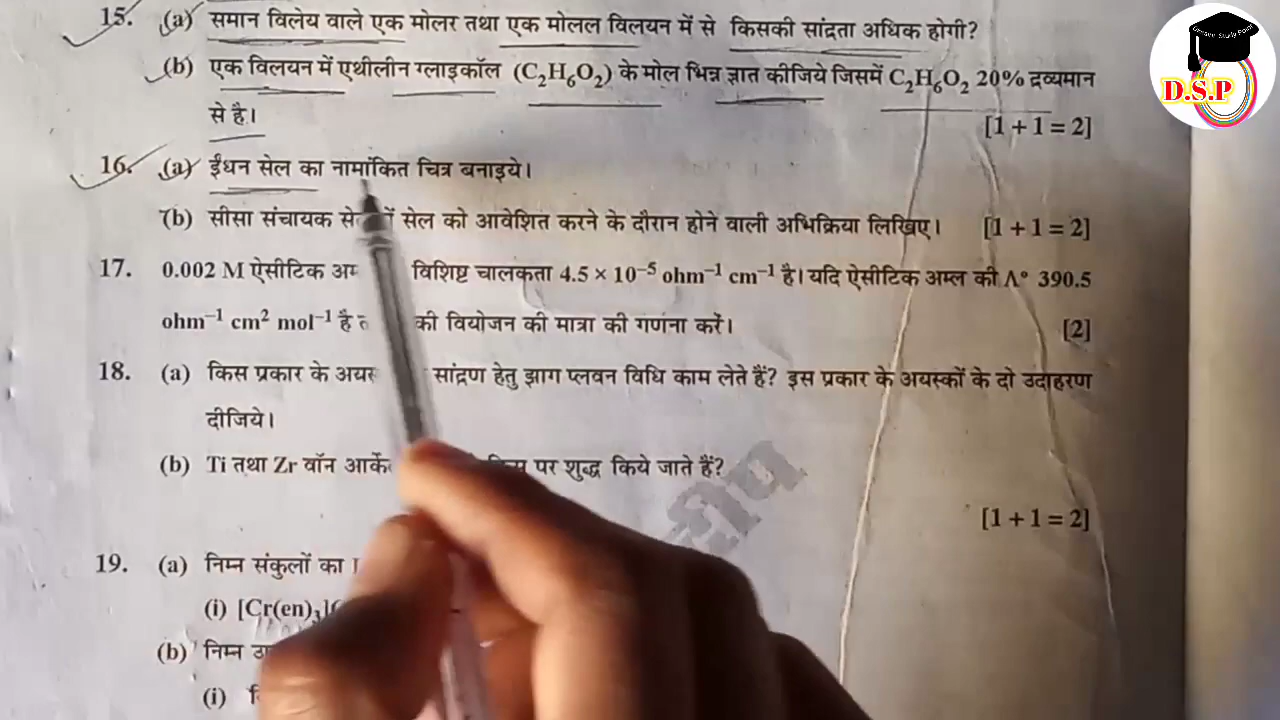 15. (a) समान विलेय वाले एक मोलर तथा एक मोलल विलयन में से किसकी सांद्रता अधिक होगी?
(b) एक विलयन में एथीलीन ग्लाइकॉल (C₂H₆O₂) के मोल भिन्न ज्ञात कीजिये जिसमें C₂H₆O₂ 20% द्रव्यमान
से है।
[1 + 1 = 2]
16. (a) ईंधन सेल का नामांकित चित्र बनाइये।
(b) सीसा संचायक में सेल को आवेशित करने के दौरान होने वाली अभिक्रिया लिखिए। [1 + 1 = 2]
17. 0.002 M ऐसीटिक विशिष्ट चालकता 4.5 × 10⁻⁵ ohm⁻¹ cm⁻¹ है। यदि ऐसीटिक अम्ल की Λ° 390.5
ohm⁻¹ cm² mol⁻¹ है की वियोजन की मात्रा की गणना करें। [2]
18. (a) किस प्रकार के सांद्रण हेतु झाग प्लवन विधि काम लेते हैं? इस प्रकार के अयस्कों के दो उदाहरण
दीजिये।
(b) Ti तथा Zr वॉन पर शुद्ध किये जाते हैं?
[1 + 1 = 2]
19. (a) निम्न संकुलों का
(i) [Cr(en)₃]
(b) निम्न
(i)
D.S.P